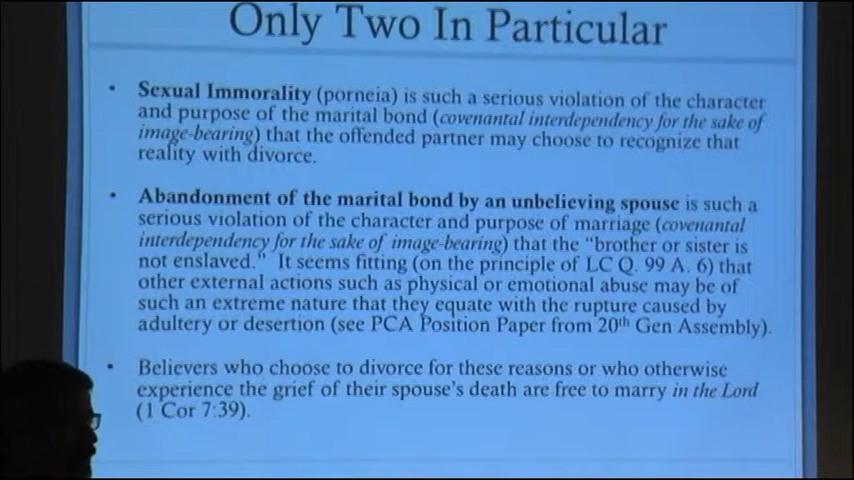 Only Two In Particular
• Sexual Immorality (porneia) is such a serious violation of the character
and purpose of the marital bond (covenantal interdependency for the sake of
image-bearing) that the offended partner may choose to recognize that
reality with divorce.
• Abandonment of the marital bond by an unbelieving spouse is such a
serious violation of the character and purpose of marriage (covenantal
interdependency for the sake of image-bearing) that the “brother or sister is
not enslaved.” It seems fitting (on the principle of LC Q. 99 A. 6) that
other external actions such as physical or emotional abuse may be of
such an extreme nature that they equate with the rupture caused by
adultery or desertion (see PCA Position Paper from 20th Gen Assembly).
• Believers who choose to divorce for these reasons or who otherwise
experience the grief of their spouse’s death are free to marry in the Lord
(1 Cor 7:39).